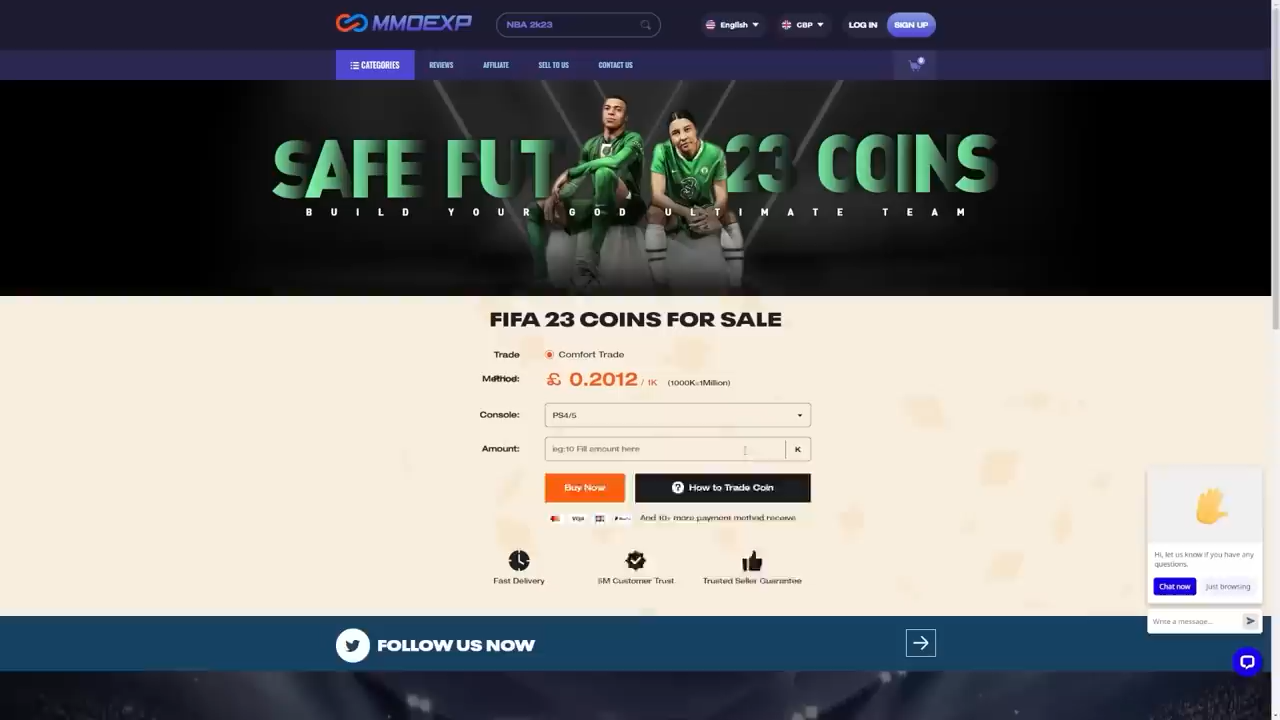 MMOEXP
NBA 2k23
English
GBP
LOG IN
SIGN UP
CATEGORIES
REVIEWS
AFFILIATE
SELL TO US
CONTACT US
0
SAFE FUT 23 COINS
BUILD YOUR GOD ULTIMATE TEAM
3
FIFA 23 COINS FOR SALE
Trade
Comfort Trade
Method:
£ 0.2012 / 1K (1000K=1Million)
Console:
PS4/5
Amount:
eg:10 Fill amount here
K
Buy Now
? How to Trade Coin
VISA
And 10+ more payment method receive
Fast Delivery
5M Customer Trust
Trusted Seller Guarantee
Hi, let us know if you have any
questions.
Chat now
Just browsing
Write a message...
FOLLOW US NOW